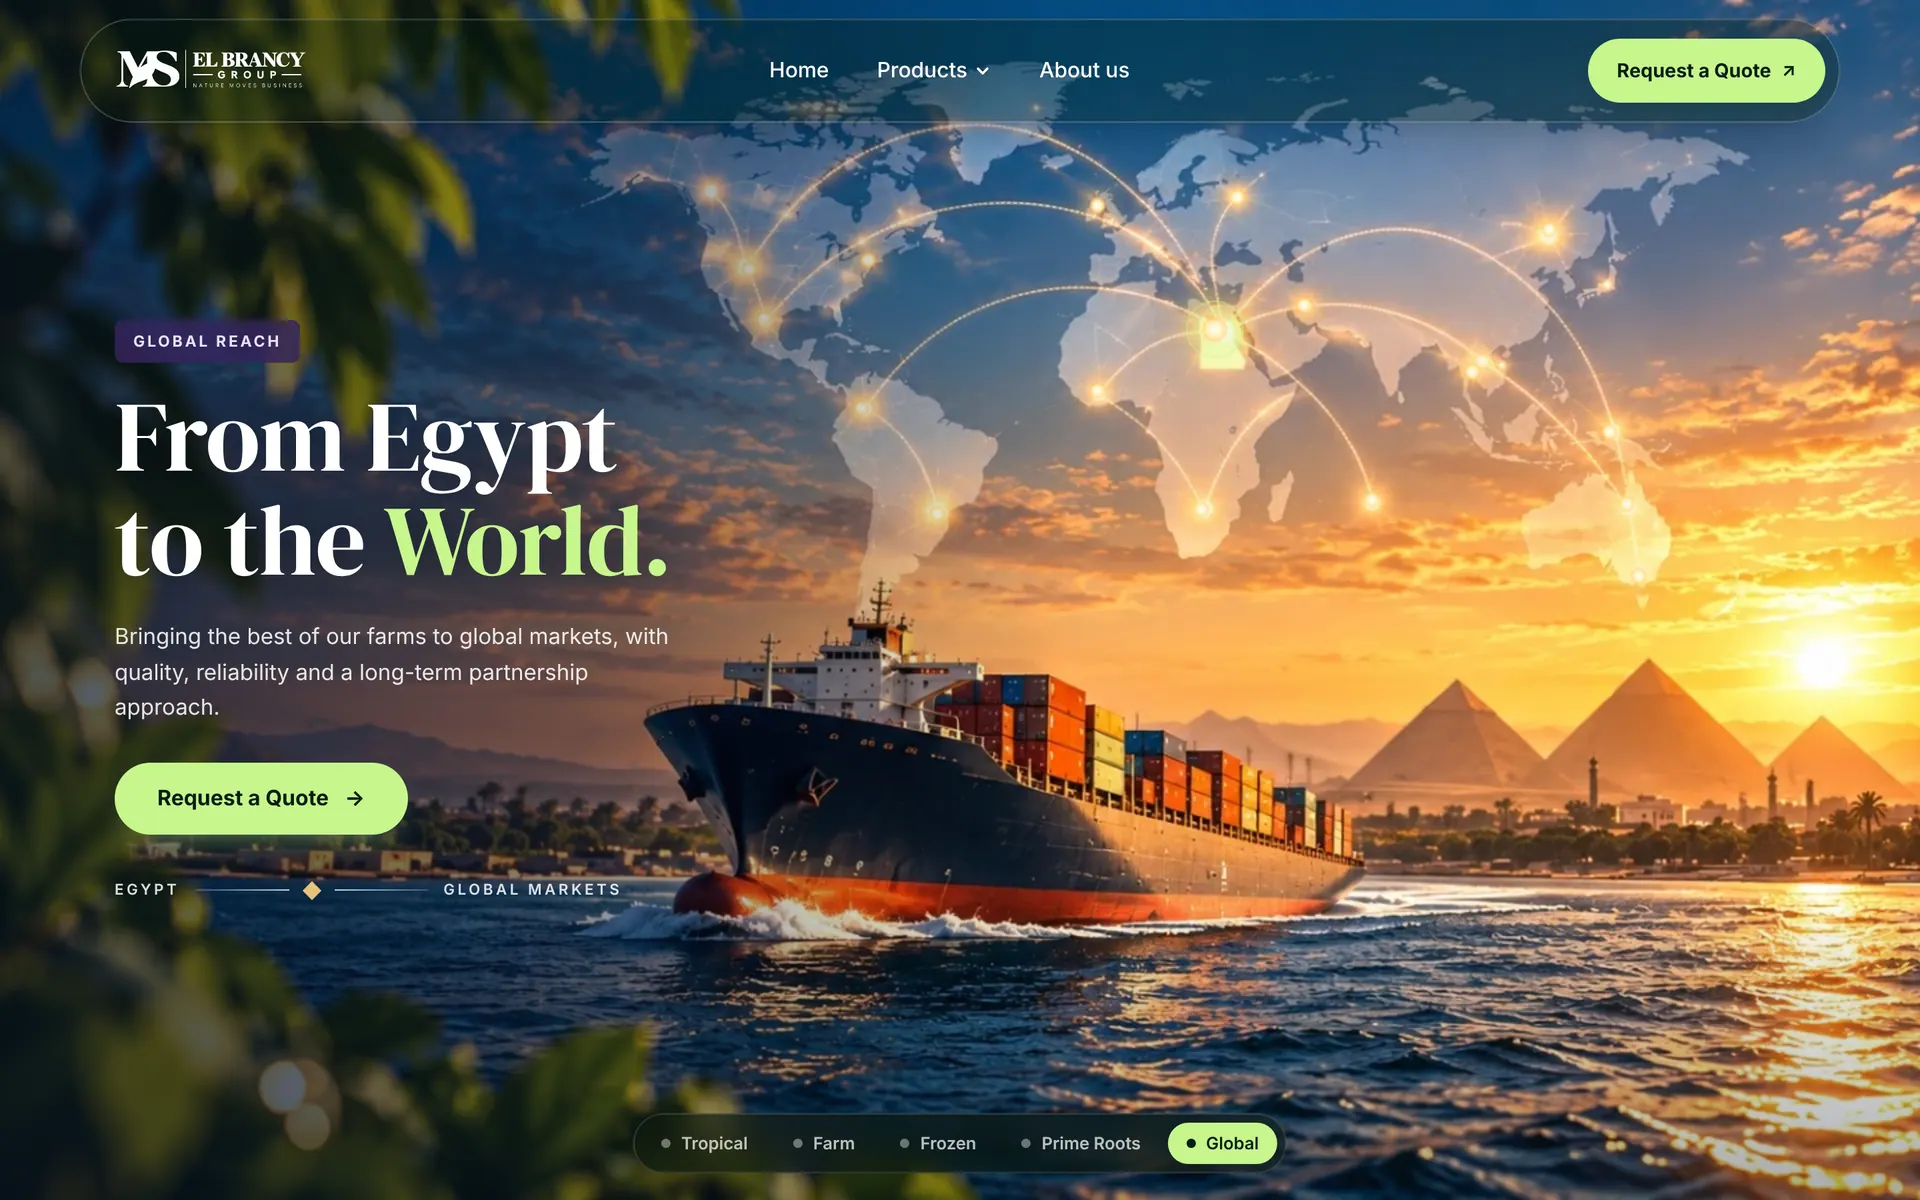 MS EL BRANCY
GROUP
NATURE MOVES BUSINESS
Home
Products
About us
Request a Quote
GLOBAL REACH
From Egypt
to the World.
Bringing the best of our farms to global markets, with
quality, reliability and a long-term partnership
approach.
Request a Quote
EGYPT
GLOBAL MARKETS
Tropical
Farm
Frozen
Prime Roots
Global